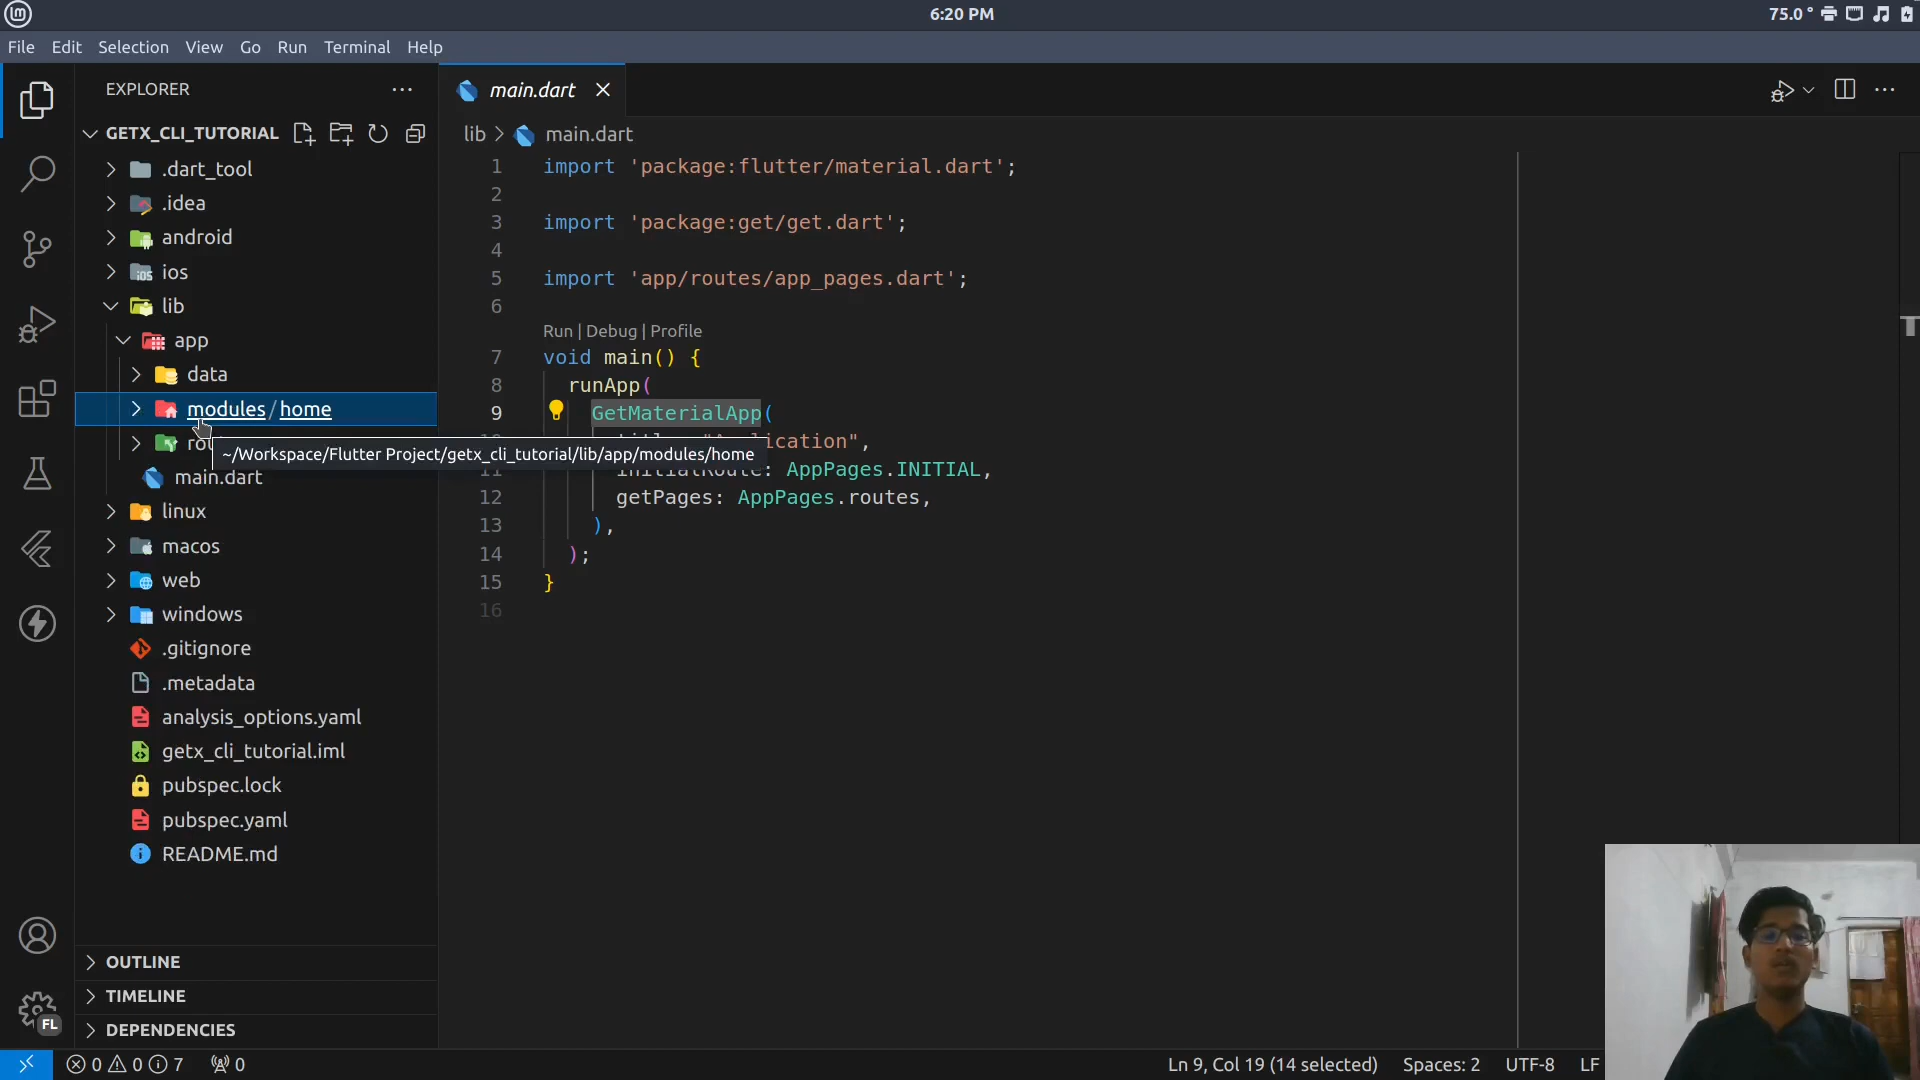 6:20 PM
75.0 °
File Edit Selection View Go Run Terminal Help
EXPLORER
GETX_CLI_TUTORIAL
.dart_tool
.idea
android
ios
lib
app
data
modules/home
main.dart
linux
macos
web
windows
.gitignore
.metadata
analysis_options.yaml
getx_cli_tutorial.iml
pubspec.lock
pubspec.yaml
README.md
OUTLINE
TIMELINE
DEPENDENCIES
FL
main.dart
lib > main.dart
1 import 'package:flutter/material.dart';
2
3 import 'package:get/get.dart';
4
5 import 'app/routes/app_pages.dart';
6
Run | Debug | Profile
7 void main() {
8 runApp(
9 GetMaterialApp(
"Application",
~/Workspace/Flutter Project/getx_cli_tutorial/lib/app/modules/home
11 initialRoute: AppPages.INITIAL,
12 getPages: AppPages.routes,
13 ),
14 );
15 }
16
0 0 7 0
Ln 9, Col 19 (14 selected) Spaces: 2 UTF-8 LF